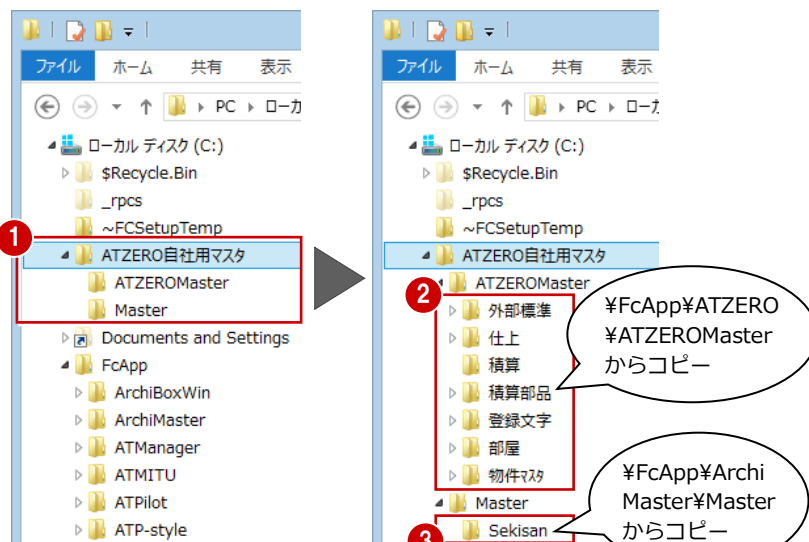 ファイル ホーム 共有 表示
PC ▸ ローカ
ローカル ディスク (C:)
$Recycle.Bin
_rpcs
~FCSetupTemp
1
ATZERO自社用マスタ
ATZEROMaster
Master
Documents and Settings
FcApp
ArchiBoxWin
ArchiMaster
ATManager
ATMITU
ATPilot
ATP-style
ファイル ホーム 共有 表示
PC ▸ ローカ
ローカル ディスク (C:)
$Recycle.Bin
_rpcs
~FCSetupTemp
ATZERO自社用マスタ
ATZEROMaster
2
外部標準
仕上
積算
積算部品
登録文字
部屋
物件マスタ
Master
3
Sekisan
¥FcApp¥ATZERO
¥ATZEROMaster
からコピー
¥FcApp¥Archi
Master¥Master
からコピー